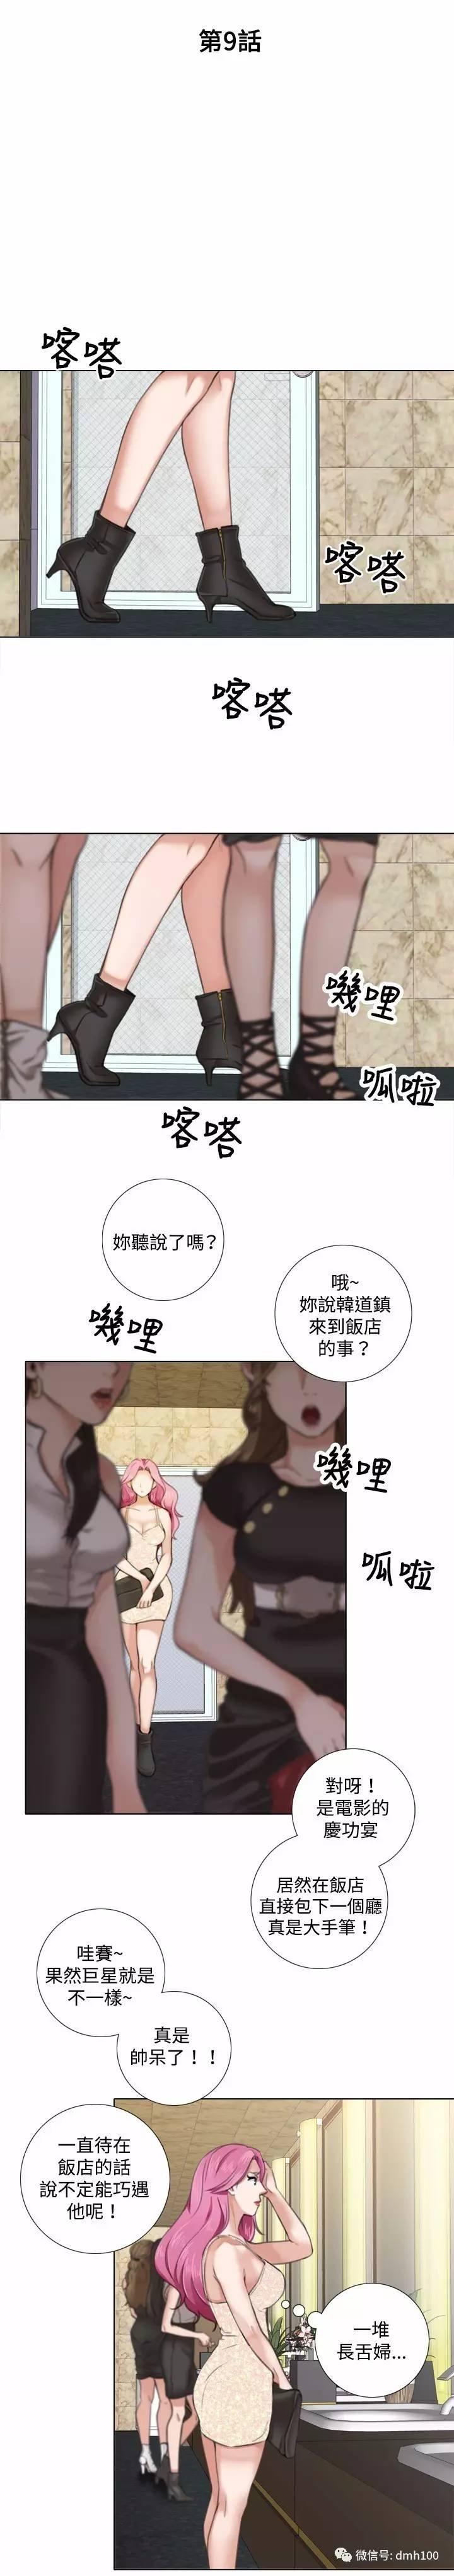 第9話
喀嗒
喀嗒
喀嗒
嘰哩
呱啦
喀嗒
妳聽說了嗎?
哦~
妳說韓道鎮
來到飯店
的事？
嘰哩
嘰哩
呱啦
對呀！
是電影的
慶功宴
居然在飯店
直接包下一個廳
真是大手筆！
哇賽~
果然巨星就是
不一樣~
真是
帥呆了！！
一直待在
飯店的話
說不定能巧遇
他呢！
一堆
長舌婦...
微信号: dmh100